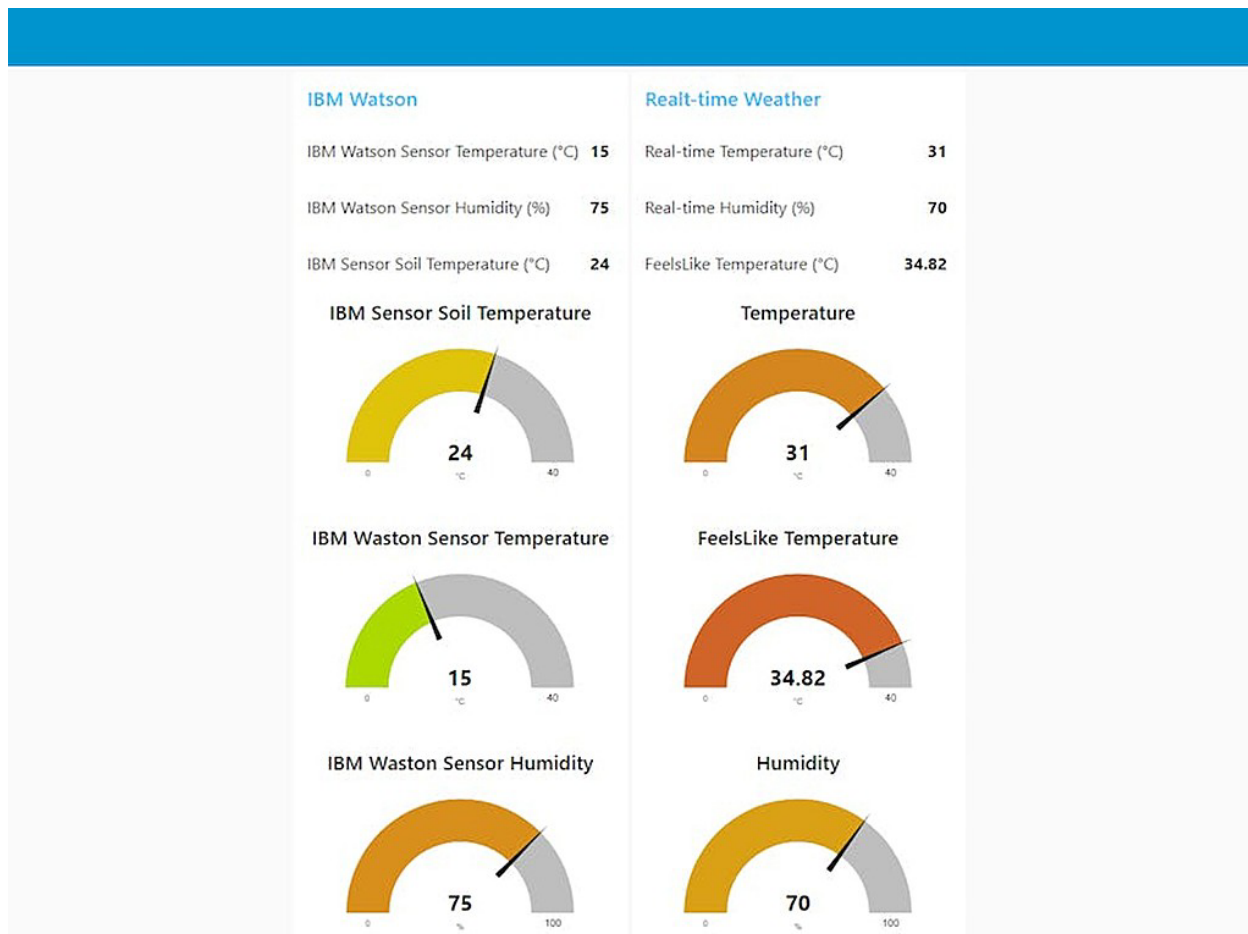 IBM Watson
IBM Watson Sensor Temperature (°C) 15
IBM Watson Sensor Humidity (%) 75
IBM Sensor Soil Temperature (°C) 24
IBM Sensor Soil Temperature
24
0 °C 40
IBM Waston Sensor Temperature
15
0 °C 40
IBM Waston Sensor Humidity
75
0 % 100
Realt-time Weather
Real-time Temperature (°C) 31
Real-time Humidity (%) 70
FeelsLike Temperature (°C) 34.82
Temperature
31
0 °C 40
FeelsLike Temperature
34.82
0 °C 40
Humidity
70
0 % 100